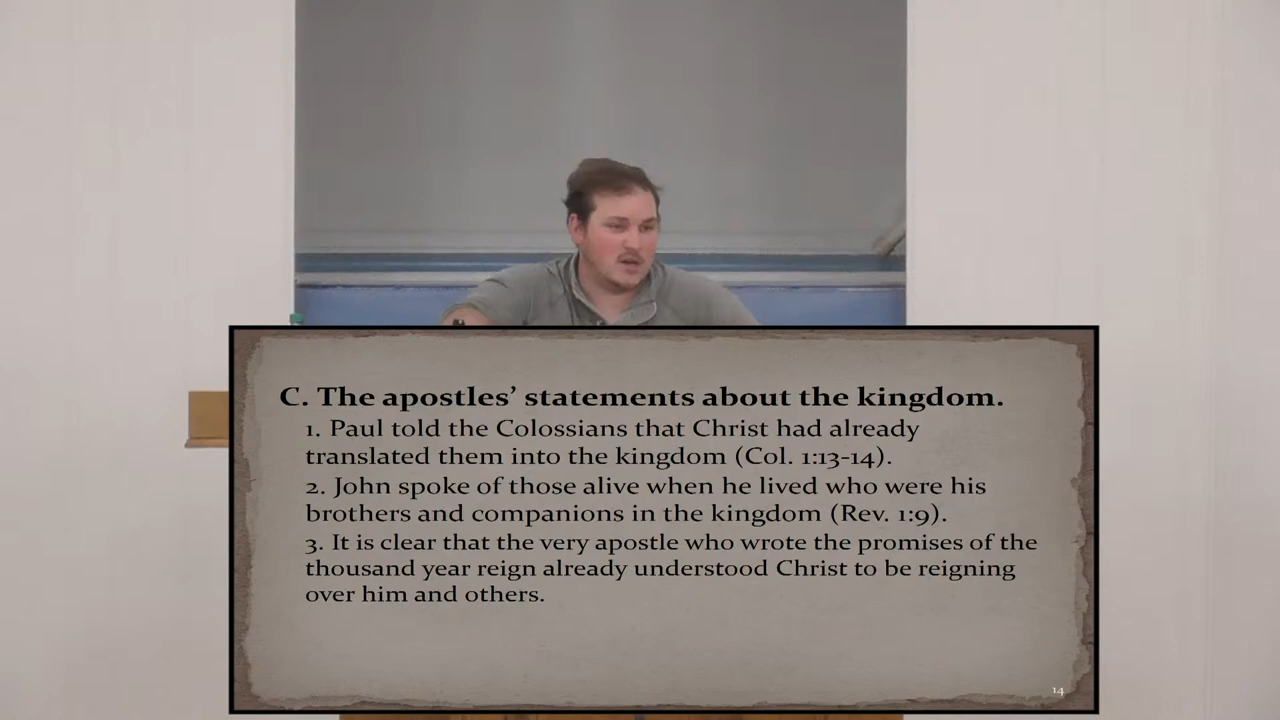 C. The apostles’ statements about the kingdom.
1. Paul told the Colossians that Christ had already
translated them into the kingdom (Col. 1:13-14).
2. John spoke of those alive when he lived who were his
brothers and companions in the kingdom (Rev. 1:9).
3. It is clear that the very apostle who wrote the promises of the
thousand year reign already understood Christ to be reigning
over him and others.
14